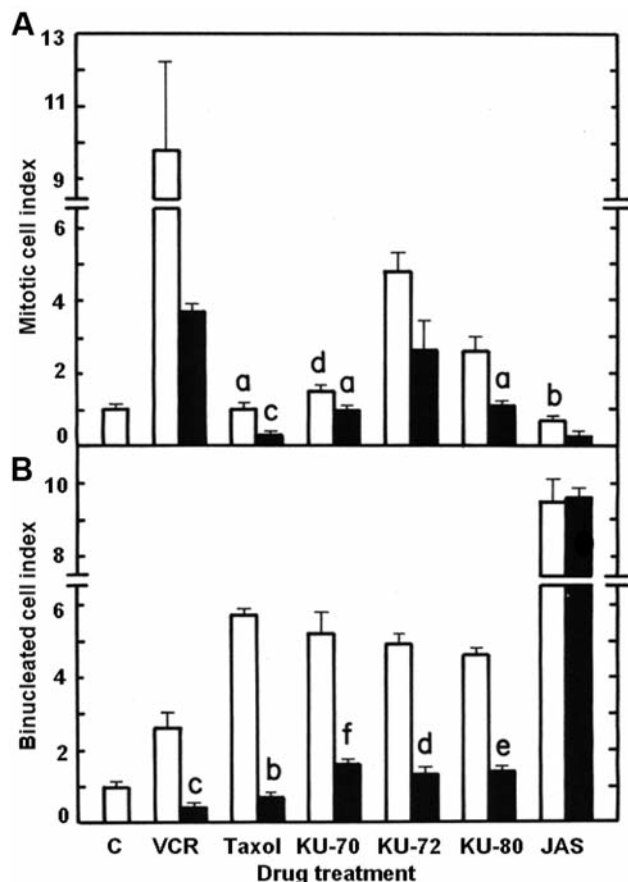 A
Mitotic cell index
13
11
9
6
4
2
0
a
c
d
a
a
b
B
Binucleated cell index
10
8
6
4
2
0
c
b
f
d
e
C VCR Taxol KU-70 KU-72 KU-80 JAS
Drug treatment